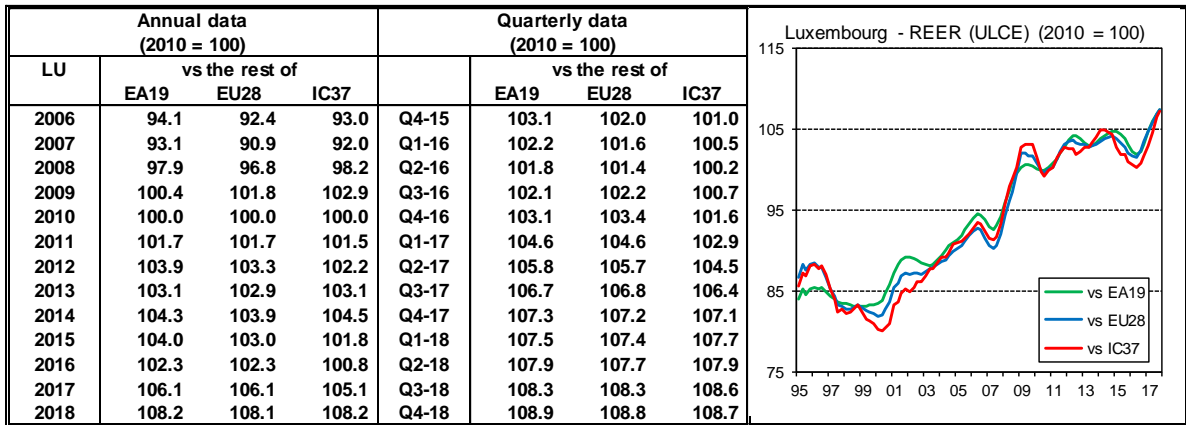 Annual data Quarterly data
(2010 = 100) (2010 = 100)
LU vs the rest of vs the rest of
EA19 EU28 IC37 EA19 EU28 IC37
2006 94.1 92.4 93.0 Q4-15 103.1 102.0 101.0
2007 93.1 90.9 92.0 Q1-16 102.2 101.6 100.5
2008 97.9 96.8 98.2 Q2-16 101.8 101.4 100.2
2009 100.4 101.8 102.9 Q3-16 102.1 102.2 100.7
2010 100.0 100.0 100.0 Q4-16 103.1 103.4 101.6
2011 101.7 101.7 101.5 Q1-17 104.6 104.6 102.9
2012 103.9 103.3 102.2 Q2-17 105.8 105.7 104.5
2013 103.1 102.9 103.1 Q3-17 106.7 106.8 106.4
2014 104.3 103.9 104.5 Q4-17 107.3 107.2 107.1
2015 104.0 103.0 101.8 Q1-18 107.5 107.4 107.7
2016 102.3 102.3 100.8 Q2-18 107.9 107.7 107.9
2017 106.1 106.1 105.1 Q3-18 108.3 108.3 108.6
2018 108.2 108.1 108.2 Q4-18 108.9 108.8 108.7
Luxembourg - REER (ULCE) (2010 = 100)
115
105
95
85
75
vs EA19
vs EU28
vs IC37
95 97 99 01 03 05 07 09 11 13 15 17